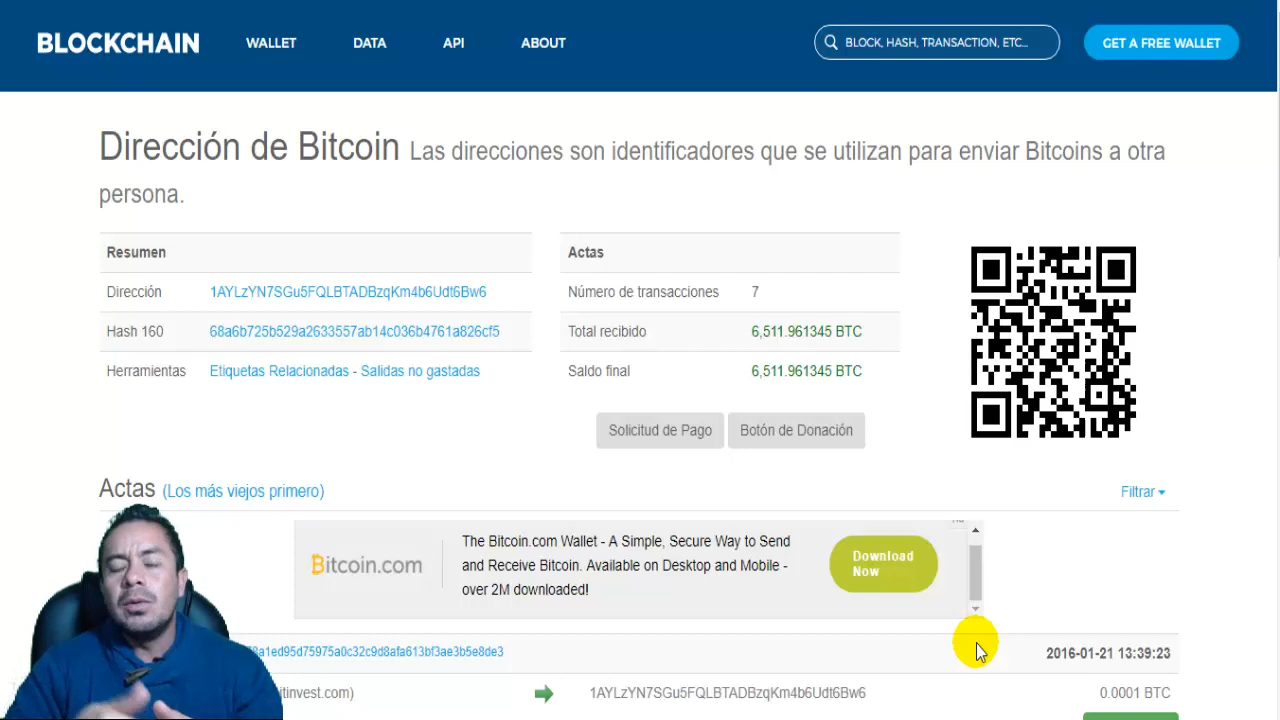 BLOCKCHAIN WALLET DATA API ABOUT BLOCK, HASH, TRANSACTION, ETC... GET A FREE WALLET
Dirección de Bitcoin Las direcciones son identificadores que se utilizan para enviar Bitcoins a otra
persona.
Resumen
Dirección 1AYLzYN7SGu5FQLBTADBzqKm4b6Udt6Bw6
Hash 160 68a6b725b529a2633557ab14c036b4761a826cf5
Herramientas Etiquetas Relacionadas - Salidas no gastadas
Actas
Número de transacciones 7
Total recibido 6,511.961345 BTC
Saldo final 6,511.961345 BTC
Solicitud de Pago Botón de Donación
Actas (Los más viejos primero) Filtrar
Bitcoin.com
The Bitcoin.com Wallet - A Simple, Secure Way to Send
and Receive Bitcoin. Available on Desktop and Mobile -
over 2M downloaded!
Download
Now
8a1ed95d75975a0c32c9d8afa613bf3ae3b5e8de3 2016-01-21 13:39:23
itinvest.com) 1AYLzYN7SGu5FQLBTADBzqKm4b6Udt6Bw6 0.0001 BTC